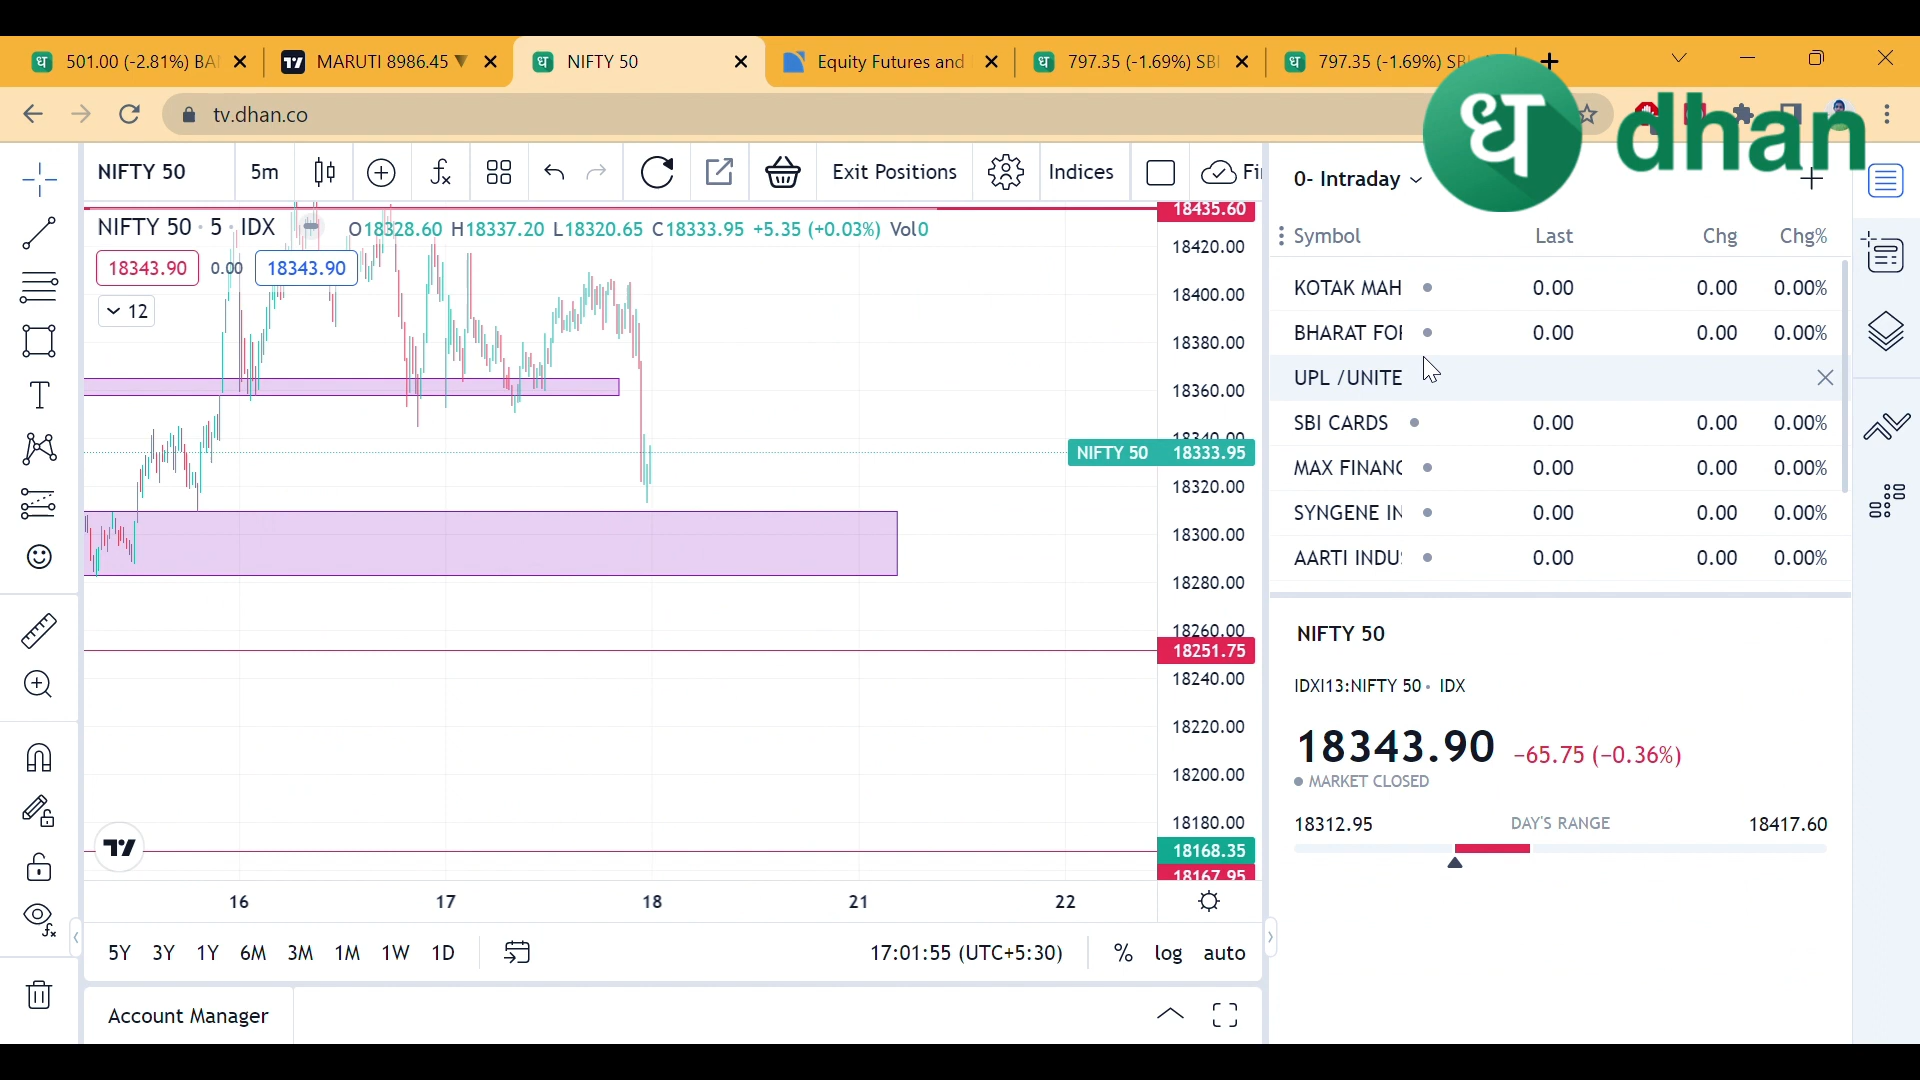 501.00 (-2.81%) BA
MARUTI 8986.45
NIFTY 50
Equity Futures and
797.35 (-1.69%) SBI
797.35 (-1.69%) SB
tv.dhan.co
ध dhan
NIFTY 50 5m Exit Positions Indices Fi
NIFTY 50 · 5 · IDX O18328.60 H18337.20 L18320.65 C18333.95 +5.35 (+0.03%) Vol0
18343.90 0.00 18343.90
12
18435.60
18420.00
18400.00
18380.00
18360.00
18340.00
NIFTY 50 18333.95
18320.00
18300.00
18280.00
18260.00
18251.75
18240.00
18220.00
18200.00
18180.00
18168.35
18167.95
16 17 18 21 22
5Y 3Y 1Y 6M 3M 1M 1W 1D 17:01:55 (UTC+5:30) % log auto
Account Manager
0- Intraday
Symbol Last Chg Chg%
KOTAK MAH 0.00 0.00 0.00%
BHARAT FOR 0.00 0.00 0.00%
UPL /UNITE
SBI CARDS 0.00 0.00 0.00%
MAX FINANC 0.00 0.00 0.00%
SYNGENE IN 0.00 0.00 0.00%
AARTI INDUS 0.00 0.00 0.00%
NIFTY 50
IDXI13:NIFTY 50 · IDX
18343.90 −65.75 (−0.36%)
MARKET CLOSED
18312.95 DAY'S RANGE 18417.60